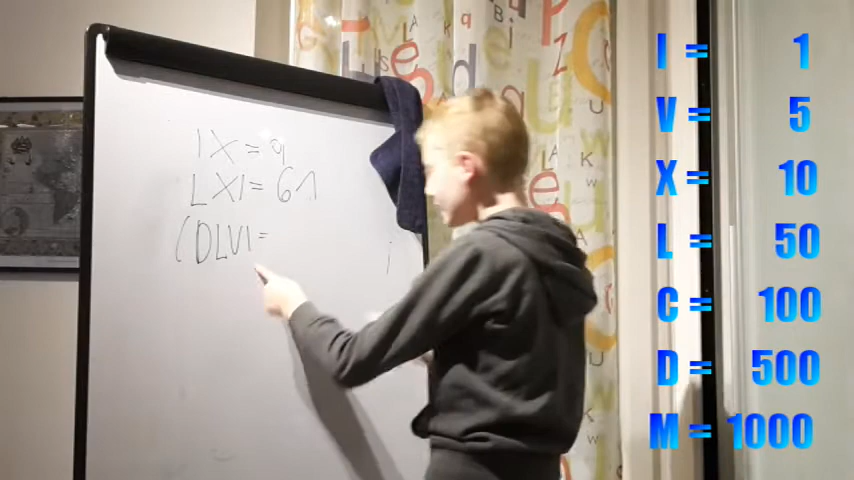 IX = 9
LXI = 61
CDLVI =
I = 1
V = 5
X = 10
L = 50
C = 100
D = 500
M = 1000